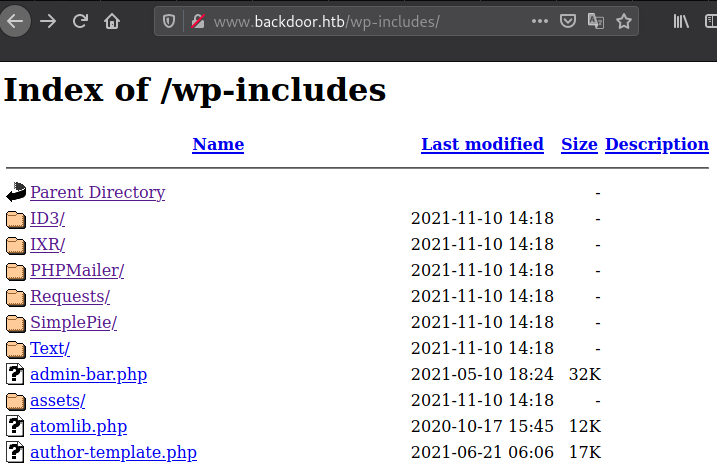 www.backdoor.htb/wp-includes/
Index of /wp-includes
Name Last modified Size Description
Parent Directory -
ID3/ 2021-11-10 14:18 -
IXR/ 2021-11-10 14:18 -
PHPMailer/ 2021-11-10 14:18 -
Requests/ 2021-11-10 14:18 -
SimplePie/ 2021-11-10 14:18 -
Text/ 2021-11-10 14:18 -
admin-bar.php 2021-05-10 18:24 32K
assets/ 2021-11-10 14:18 -
atomlib.php 2020-10-17 15:45 12K
author-template.php 2021-06-21 06:06 17K